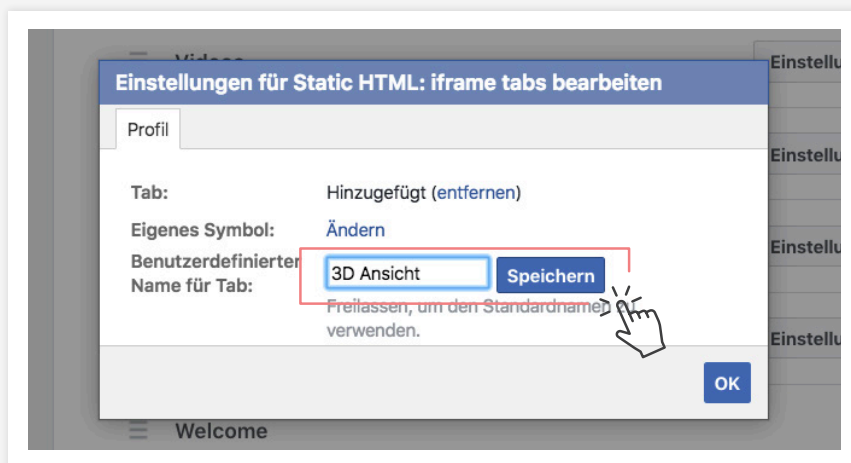 Videos
Einstellu
Einstellungen für Static HTML: iframe tabs bearbeiten
Profil
Einstellu
Tab: Hinzugefügt (entfernen)
Eigenes Symbol: Ändern
Benutzerdefinierter
Name für Tab: 3D Ansicht Speichern
Einstellu
Freilassen, um den Standardnamen zu
verwenden.
Einstellu
OK
Welcome